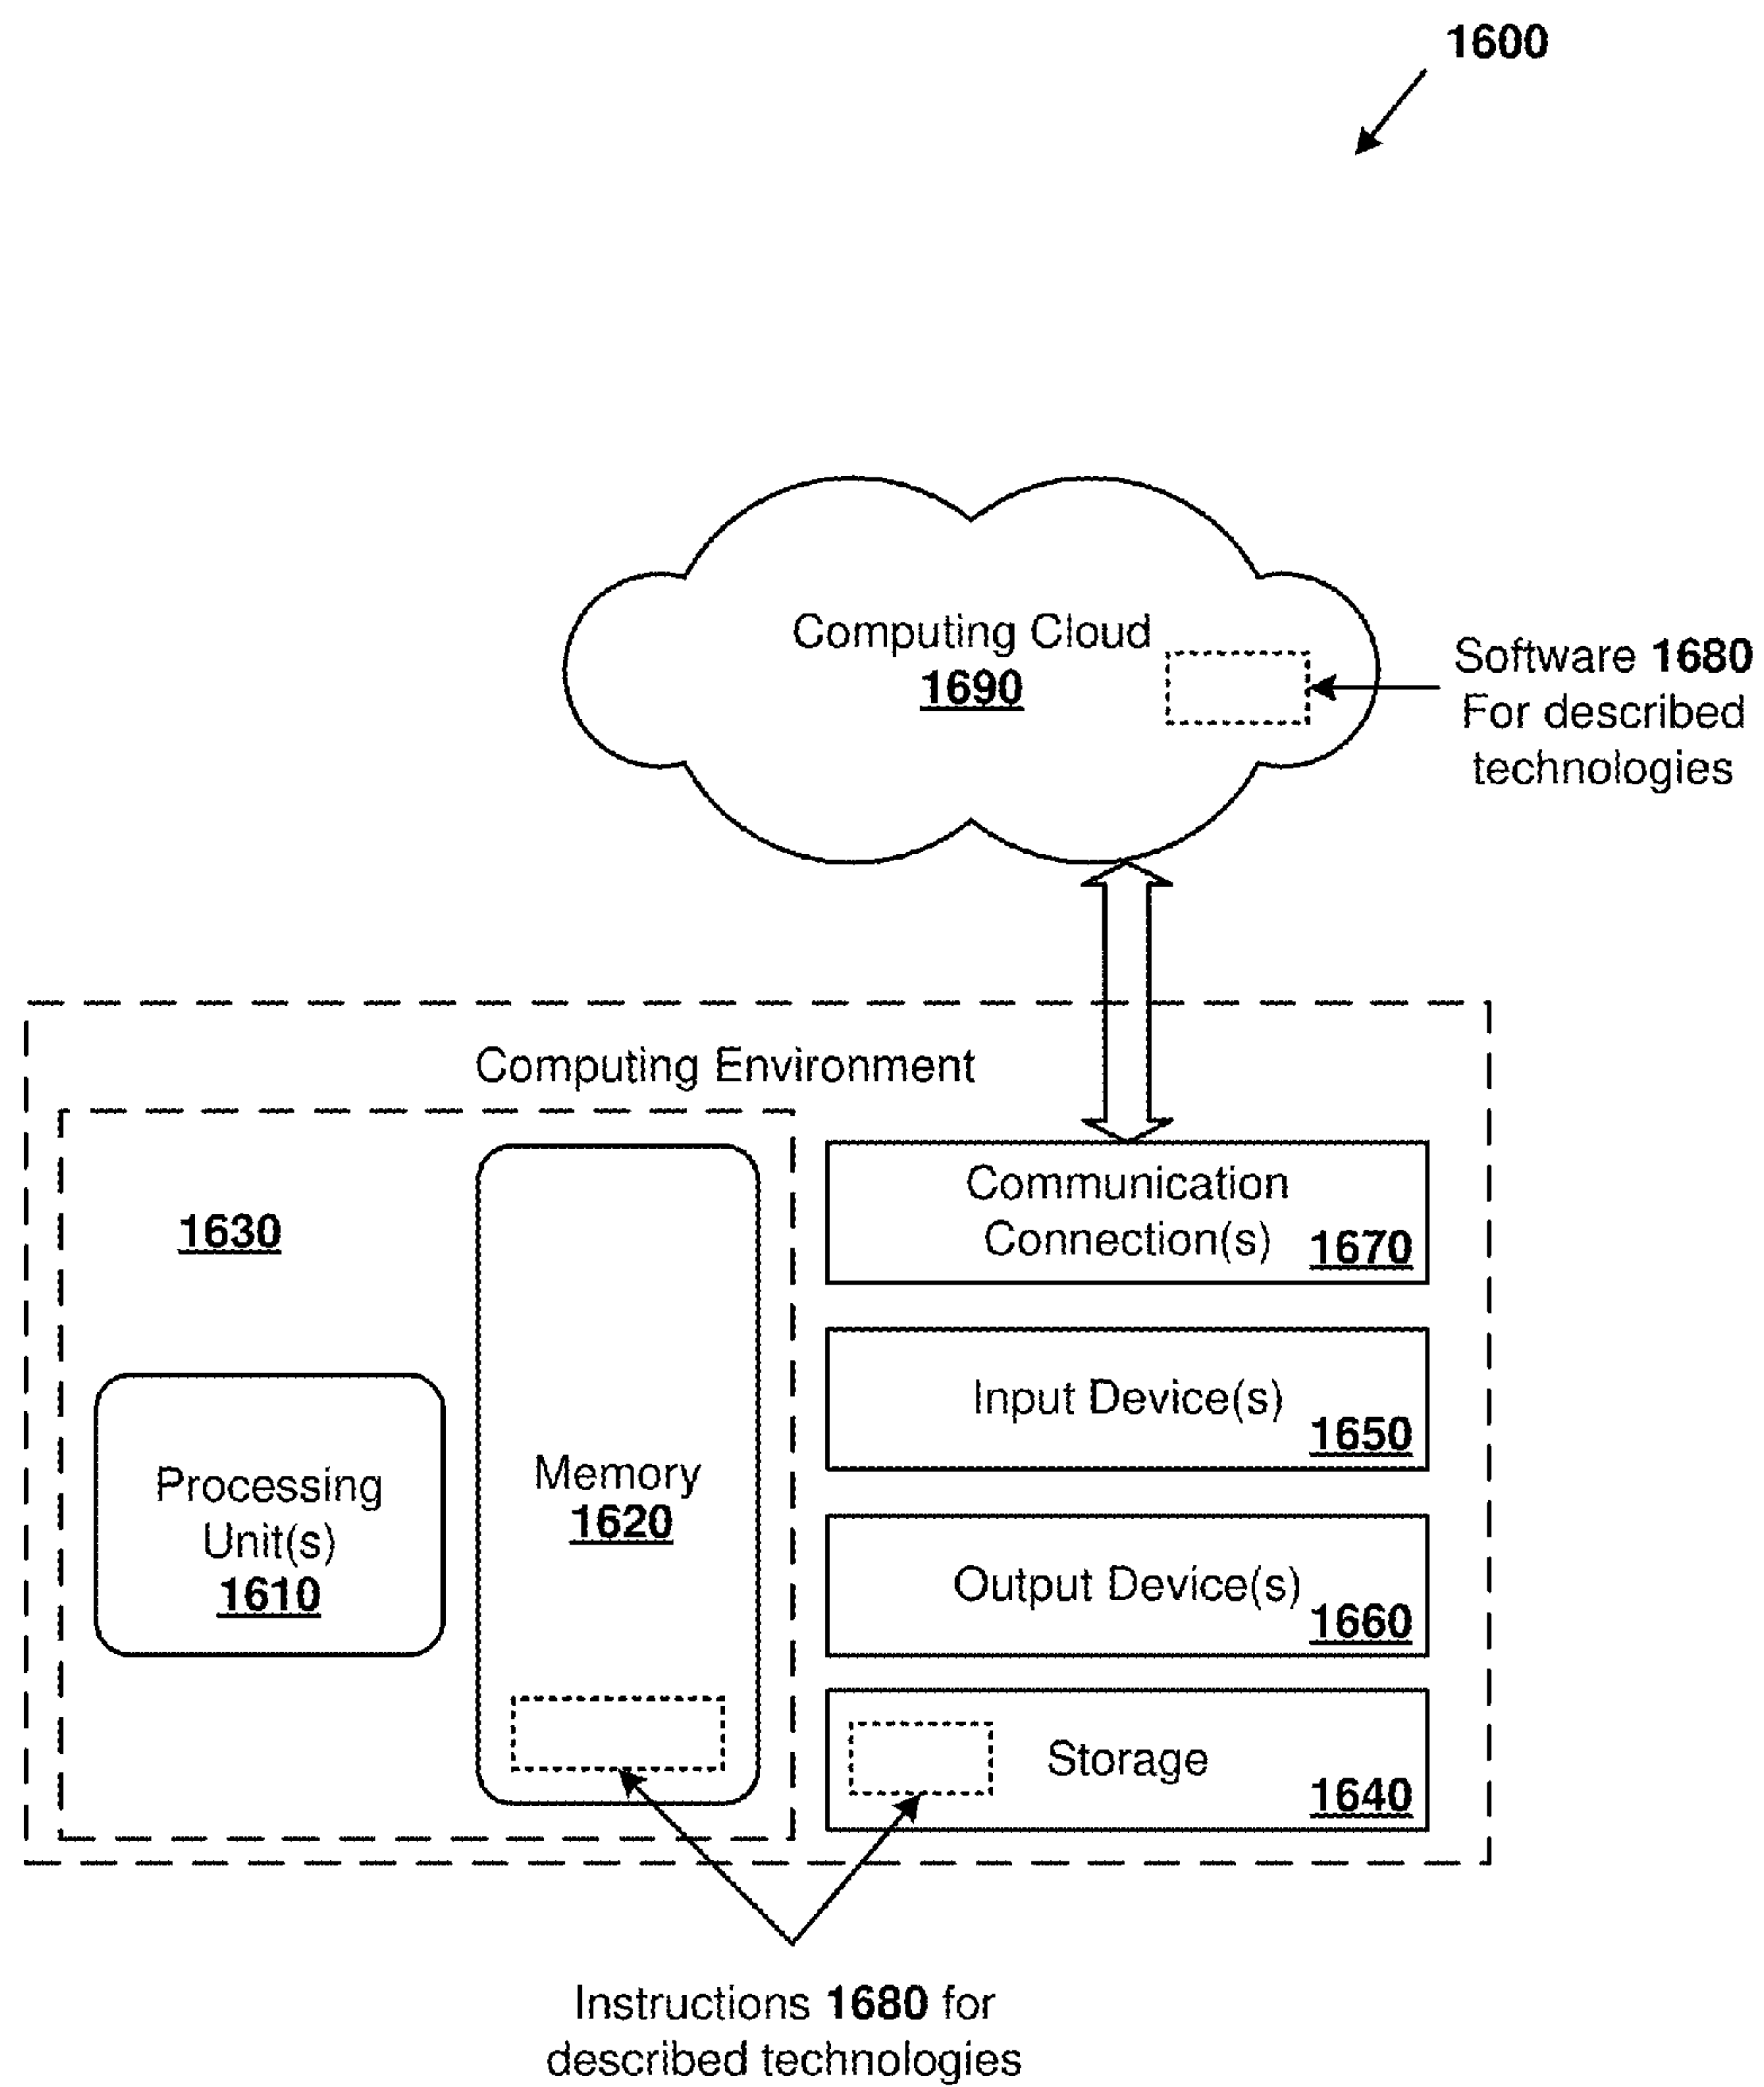 1600
Computing Cloud
1690
Software 1680
For described
technologies
Computing Environment
1630
Processing
Unit(s)
1610
Memory
1620
Communication
Connection(s)
1670
Input Device(s)
1650
Output Device(s)
1660
Storage
1640
Instructions 1680 for
described technologies